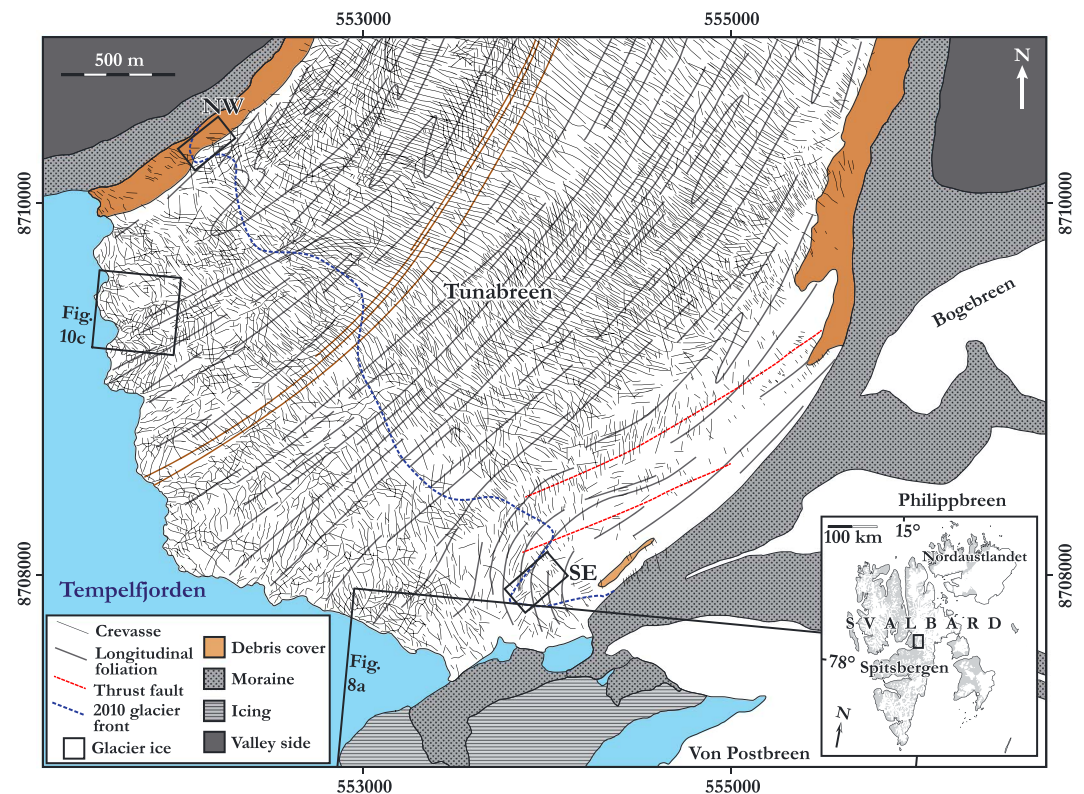 553000
555000
500 m
N
NW
8710000
8710000
Tunabreen
Bogebreen
Fig.
10c
Philippbreen
SE
8708000
8708000
Tempelfjorden
Crevasse
Longitudinal
foliation
Thrust fault
2010 glacier
front
Glacier ice
Debris cover
Moraine
Icing
Valley side
Fig.
8a
Von Postbreen
100 km
15°
Nordaustlandet
S V A L B A R D
78°
Spitsbergen
N
553000
555000